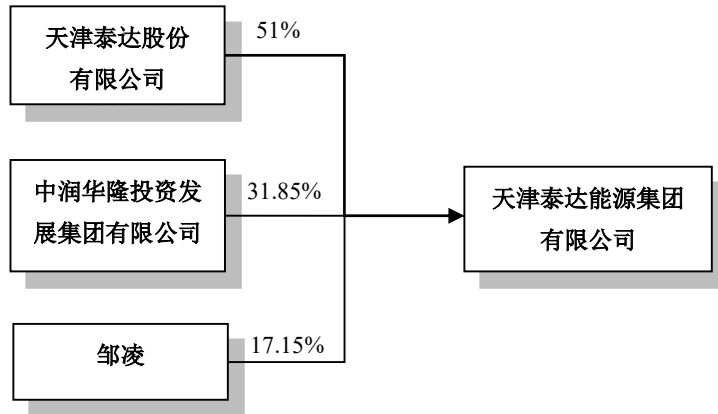 天津泰达股份
有限公司
51%
中润华隆投资发
展集团有限公司
31.85%
天津泰达能源集团
有限公司
邹凌
17.15%